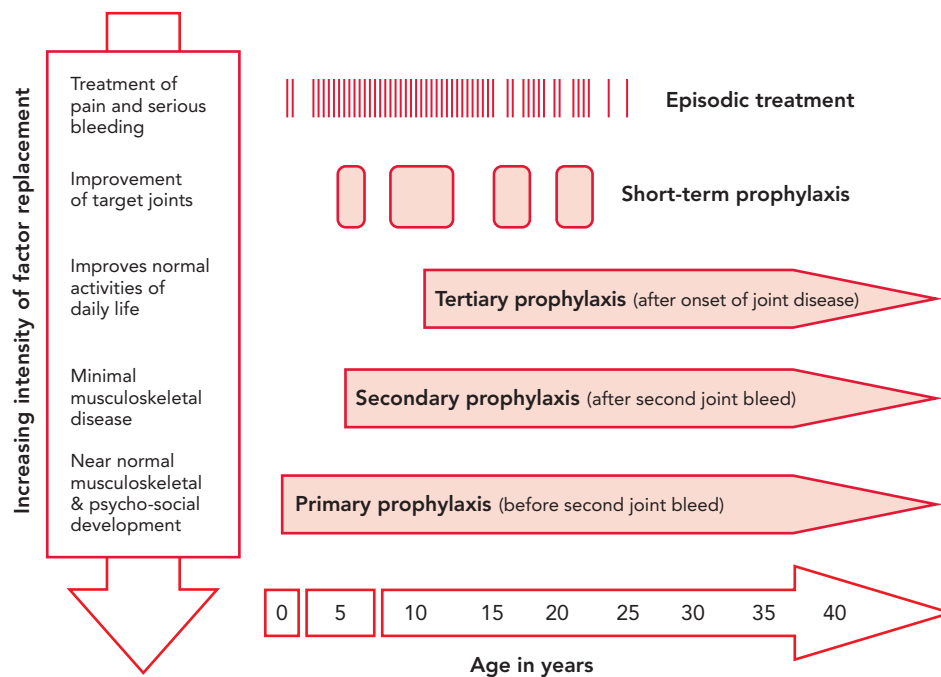 Increasing intensity of factor replacement
Treatment of
pain and serious
bleeding
Episodic treatment
Improvement
of target joints
Short-term prophylaxis
Improves normal
activities of
daily life
Tertiary prophylaxis (after onset of joint disease)
Minimal
musculoskeletal
disease
Secondary prophylaxis (after second joint bleed)
Near normal
musculoskeletal
& psycho-social
development
Primary prophylaxis (before second joint bleed)
0 5 10 15 20 25 30 35 40
Age in years